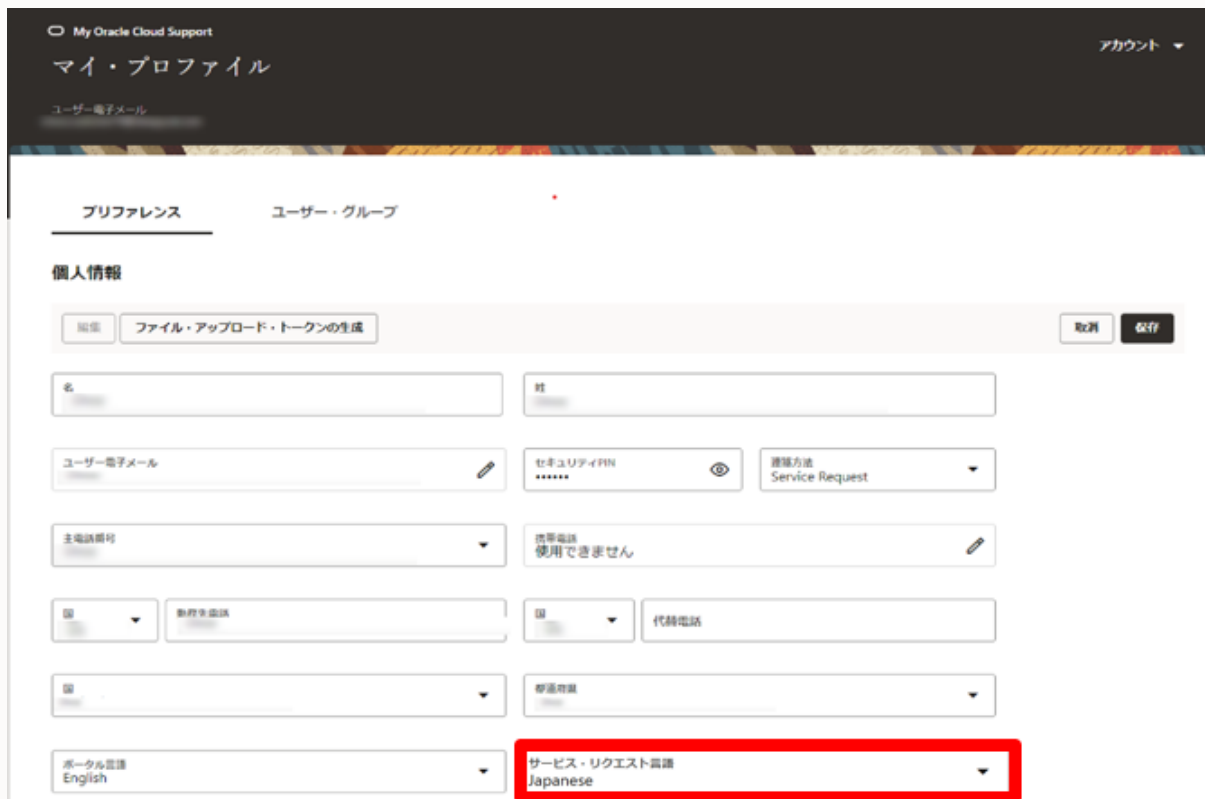 My Oracle Cloud Support
アカウント
マイ・プロファイル
ユーザー電子メール
プリファレンス
ユーザー・グループ
個人情報
編集
ファイル・アップロード・トークンの生成
取消
保存
名
姓
ユーザー電子メール
セキュリティPIN
••••••
連絡方法
Service Request
主電話番号
携帯電話
使用できません
国
勤務先電話
国
代替電話
国
都道府県
ポータル言語
English
サービス・リクエスト言語
Japanese